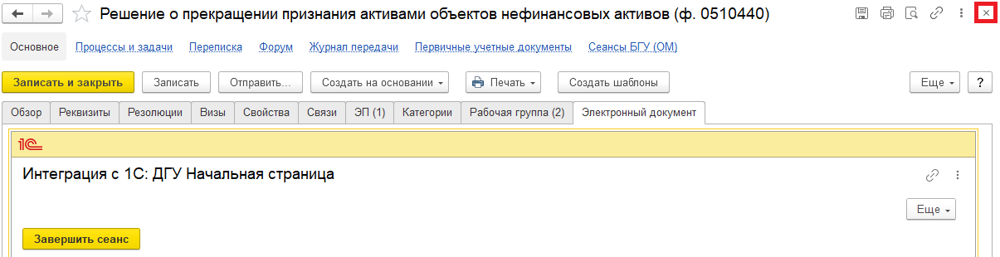 Решение о прекращении признания активами объектов нефинансовых активов (ф. 0510440)
Основное Процессы и задачи Переписка Форум Журнал передачи Первичные учетные документы Сеансы БГУ (ОМ)
Записать и закрыть Записать Отправить... Создать на основании Печать Создать шаблоны Еще ?
Обзор Реквизиты Резолюции Визы Свойства Связи ЭП (1) Категории Рабочая группа (2) Электронный документ
1С
Интеграция с 1С: ДГУ Начальная страница
Еще
Завершить сеанс